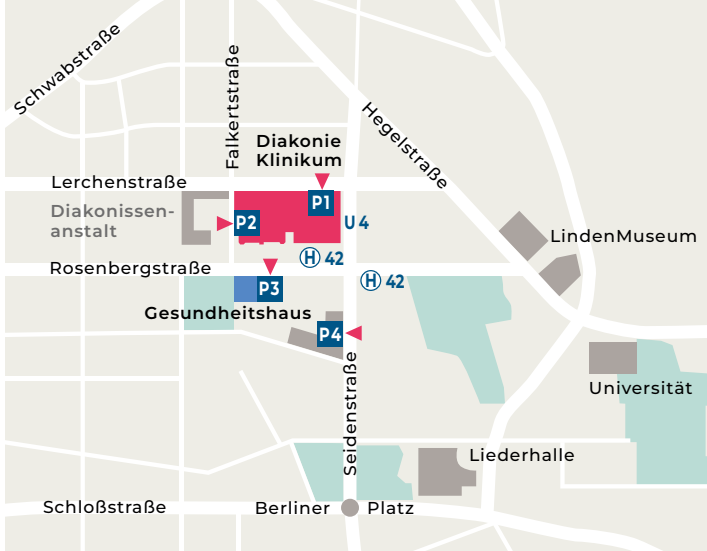 Schwabstraße
Falkertstraße
Hegelstraße
Diakonie
Klinikum
Lerchenstraße
P1
Diakonissen-
anstalt
P2
U 4
LindenMuseum
H 42
Rosenbergstraße
H 42
P3
Gesundheitshaus
P4
Seidenstraße
Universität
Liederhalle
Schloßstraße
Berliner Platz